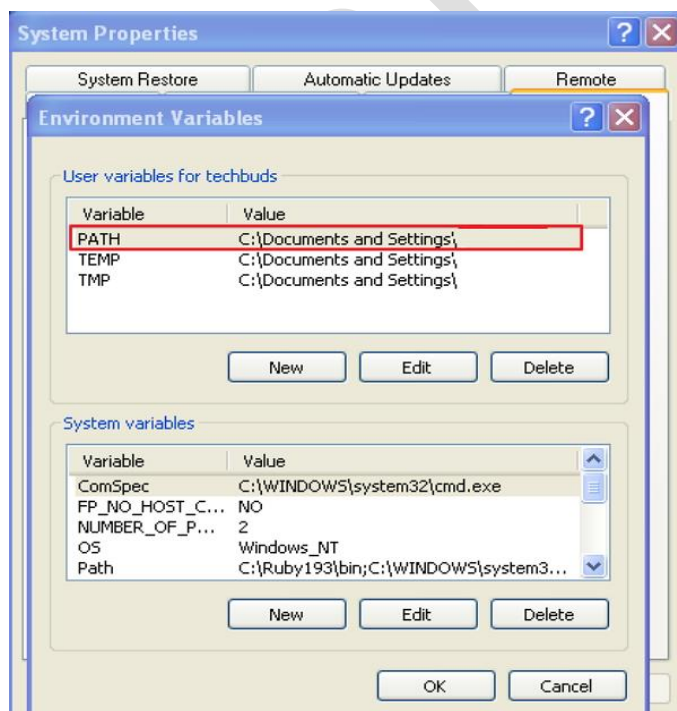 System Properties
System Restore Automatic Updates Remote
Environment Variables
User variables for techbuds
Variable Value
PATH C:\Documents and Settings\
TEMP C:\Documents and Settings\
TMP C:\Documents and Settings\
New Edit Delete
System variables
Variable Value
ComSpec C:\WINDOWS\system32\cmd.exe
FP_NO_HOST_C... NO
NUMBER_OF_P... 2
OS Windows_NT
Path C:\Ruby193\bin;C:\WINDOWS\system3...
New Edit Delete
OK Cancel